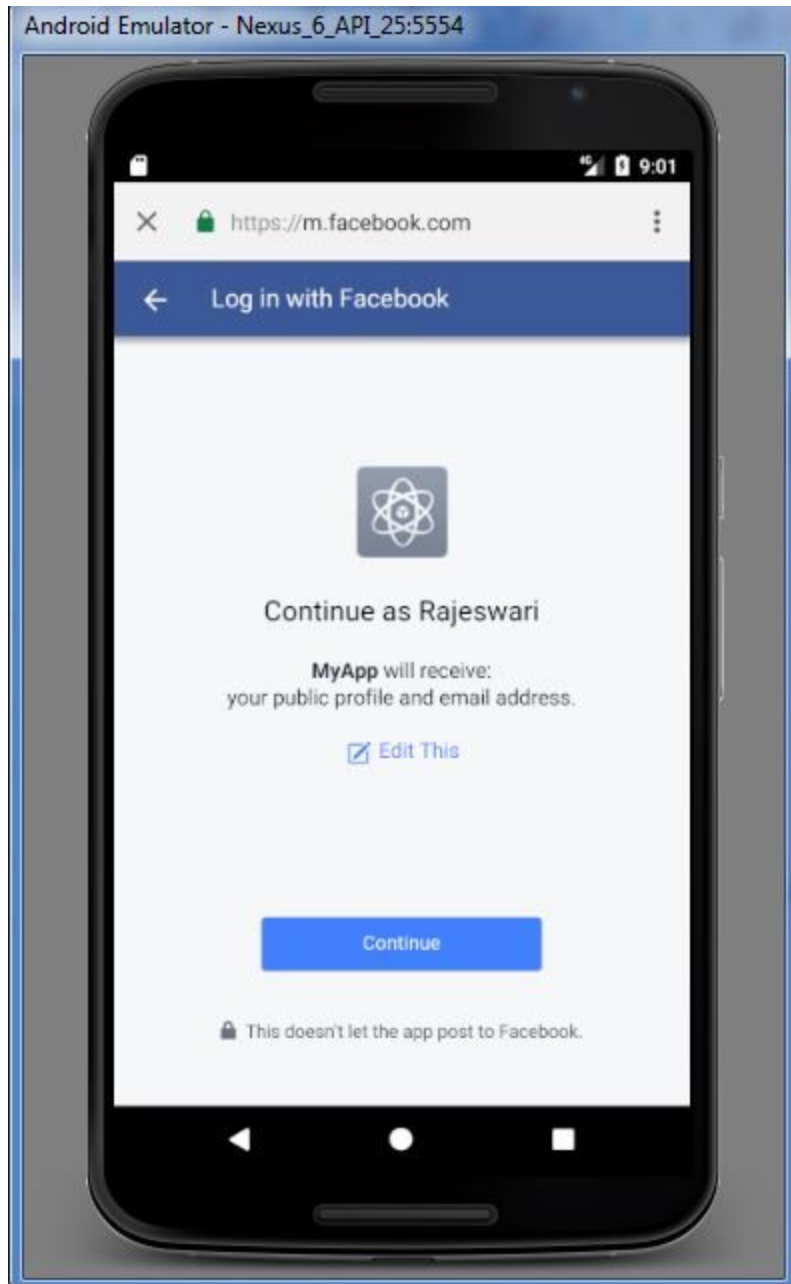 Android Emulator - Nexus_6_API_25:5554
4G 9:01
https://m.facebook.com
Log in with Facebook
Continue as Rajeswari
MyApp will receive:
your public profile and email address.
Edit This
Continue
This doesn't let the app post to Facebook.